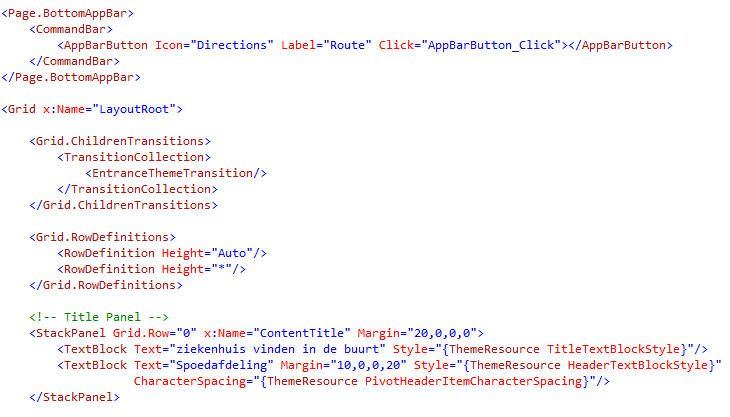 <Page.BottomAppBar>
    <CommandBar>
        <AppBarButton Icon="Directions" Label="Route" Click="AppBarButton_Click"></AppBarButton>
    </CommandBar>
</Page.BottomAppBar>

<Grid x:Name="LayoutRoot">

    <Grid.ChildrenTransitions>
        <TransitionCollection>
            <EntranceThemeTransition/>
        </TransitionCollection>
    </Grid.ChildrenTransitions>

    <Grid.RowDefinitions>
        <RowDefinition Height="Auto"/>
        <RowDefinition Height="*"/>
    </Grid.RowDefinitions>

    <!-- Title Panel -->
    <StackPanel Grid.Row="0" x:Name="ContentTitle" Margin="20,0,0,0">
        <TextBlock Text="ziekenhuis vinden in de buurt" Style="{ThemeResource TitleTextBlockStyle}"/>
        <TextBlock Text="Spoedafdeling" Margin="10,0,0,20" Style="{ThemeResource HeaderTextBlockStyle}"
                   CharacterSpacing="{ThemeResource PivotHeaderItemCharacterSpacing}"/>
    </StackPanel>